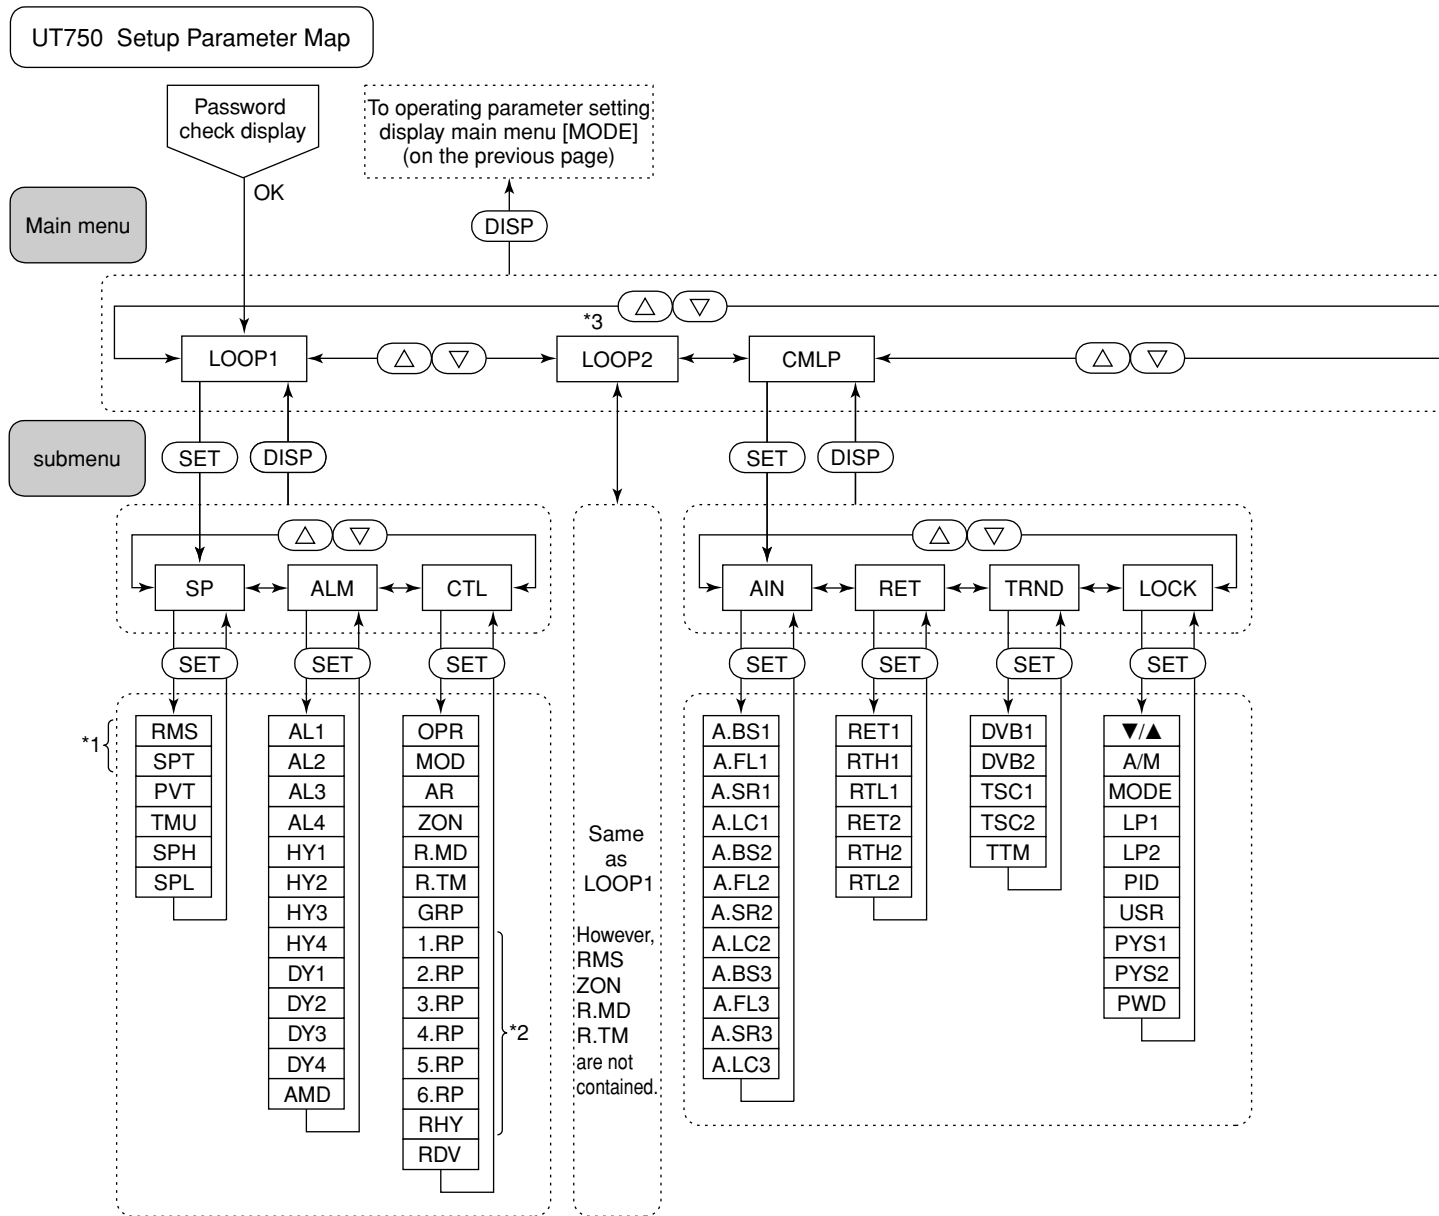 UT750 Setup Parameter Map
Password
check display
OK
To operating parameter setting
display main menu [MODE]
(on the previous page)
DISP
Main menu
△ ▽
*3
LOOP1
△ ▽
LOOP2
CMLP
△ ▽
submenu
SET
DISP
SET
DISP
△ ▽
SP
ALM
CTL
△ ▽
AIN
RET
TRND
LOCK
SET
SET
SET
SET
SET
SET
SET
*1
RMS
SPT
PVT
TMU
SPH
SPL
AL1
AL2
AL3
AL4
HY1
HY2
HY3
HY4
DY1
DY2
DY3
DY4
AMD
OPR
MOD
AR
ZON
R.MD
R.TM
GRP
1.RP
2.RP
3.RP
4.RP
5.RP
6.RP
RHY
RDV
*2
Same
as
LOOP1
However,
RMS
ZON
R.MD
R.TM
are not
contained.
A.BS1
A.FL1
A.SR1
A.LC1
A.BS2
A.FL2
A.SR2
A.LC2
A.BS3
A.FL3
A.SR3
A.LC3
RET1
RTH1
RTL1
RET2
RTH2
RTL2
DVB1
DVB2
TSC1
TSC2
TTM
▼/▲
A/M
MODE
LP1
LP2
PID
USR
PYS1
PYS2
PWD